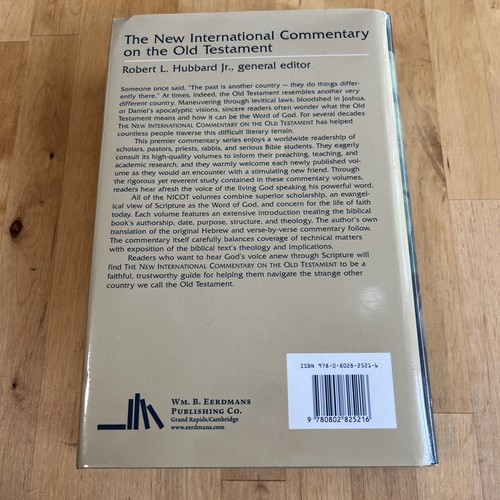 The New International Commentary
on the Old Testament
Robert L. Hubbard Jr., general editor
Someone once said, "The past is another country — they do things differ-
ently there." At times, indeed, the Old Testament resembles another very
different country. Maneuvering through levitical laws, bloodshed in Joshua,
or Daniel's apocalyptic visions, sincere readers often wonder what the Old
Testament means and how it can be the Word of God. For several decades
THE NEW INTERNATIONAL COMMENTARY ON THE OLD TESTAMENT has helped
countless people traverse this difficult literary terrain.
This premier commentary series enjoys a worldwide readership of
scholars, pastors, priests, rabbis, and serious Bible students. They eagerly
consult its high-quality volumes to inform their preaching, teaching, and
academic research, and they warmly welcome each newly published vol-
ume as they would an encounter with a stimulating new friend. Through
the rigorous yet reverent study contained in these commentary volumes,
readers hear afresh the voice of the living God speaking his powerful word.
All of the NICOT volumes combine superior scholarship, an evangel-
ical view of Scripture as the Word of God, and concern for the life of faith
today. Each volume features an extensive introduction treating the biblical
book's authorship, date, purpose, structure, and theology. The author's own
translation of the original Hebrew and verse-by-verse commentary follow.
The commentary itself carefully balances coverage of technical matters
with exposition of the biblical text's theology and implications.
Readers who want to hear God's voice anew through Scripture will
find THE NEW INTERNATIONAL COMMENTARY ON THE OLD TESTAMENT to be a
faithful, trustworthy guide for helping them navigate the strange other
country we call the Old Testament.
ISBN 978-0-8028-2521-6
9 780802 825216
WM. B. EERDMANS
PUBLISHING CO.
Grand Rapids/Cambridge
www.eerdmans.com